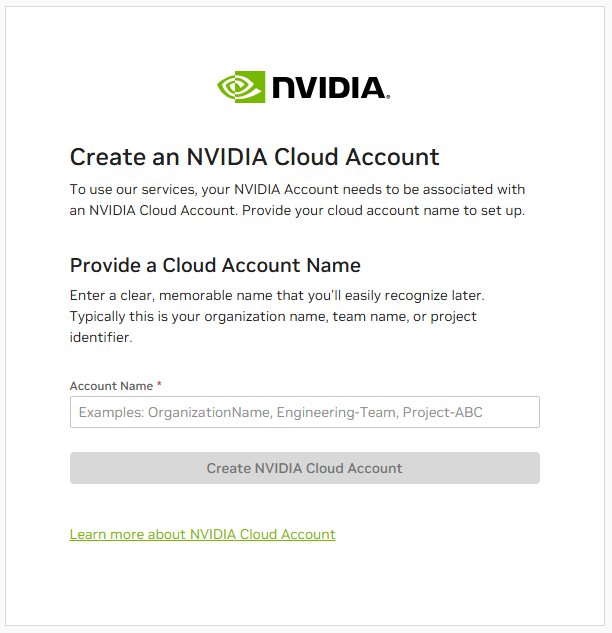 NVIDIA.
Create an NVIDIA Cloud Account
To use our services, your NVIDIA Account needs to be associated with
an NVIDIA Cloud Account. Provide your cloud account name to set up.
Provide a Cloud Account Name
Enter a clear, memorable name that you'll easily recognize later.
Typically this is your organization name, team name, or project
identifier.
Account Name *
Examples: OrganizationName, Engineering-Team, Project-ABC
Create NVIDIA Cloud Account
Learn more about NVIDIA Cloud Account